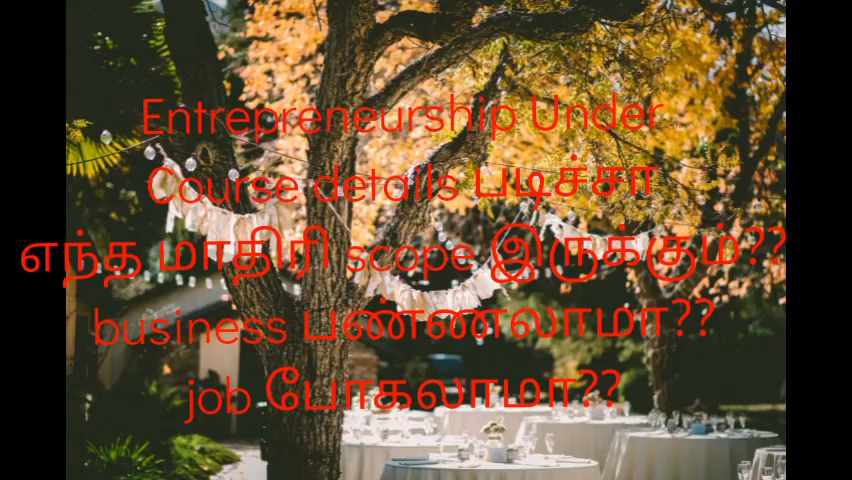 Entrepreneurship Under
Course details படிச்சா
எந்த மாதிரி scope இருக்கும்??
business பண்ணலாமா??
job போகலாமா??